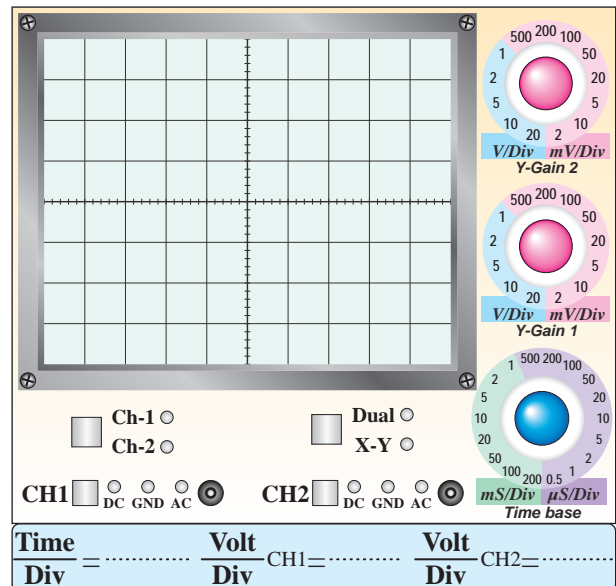 500 200 100
50
1
20
2
10
5
10
20 2
V/Div mV/Div
Y-Gain 2
500 200 100
50
1
20
2
10
5
10
20 2
V/Div mV/Div
Y-Gain 1
500 200 100
1
50
2
20
5
10
10
5
20
2
50
1
100
200 0.5
mS/Div µS/Div
Time base
Ch-1
Ch-2
Dual
X-Y
CH1 DC GND AC
CH2 DC GND AC
Time/Div = ............ Volt/Div CH1= ............ Volt/Div CH2= ............